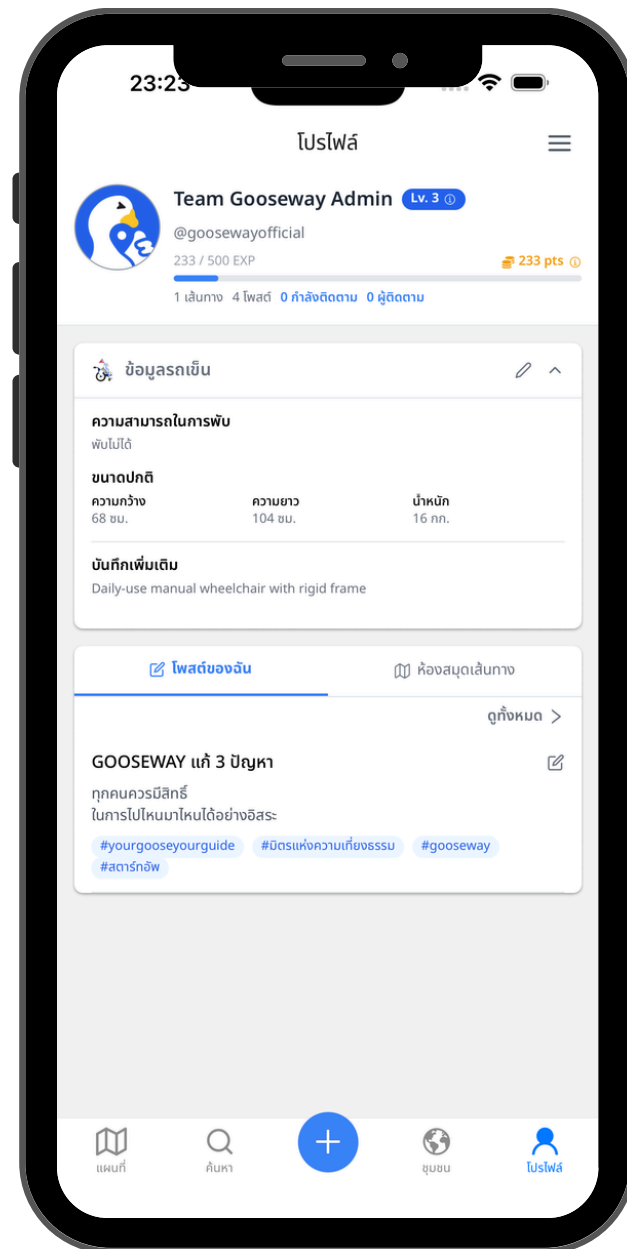 23:23
โปรไฟล์
Team Gooseway Admin Lv. 3
@goosewayofficial
233 / 500 EXP 233 pts
1 เส้นทาง 4 โพสต์ 0 กำลังติดตาม 0 ผู้ติดตาม
ข้อมูลรถเข็น
ความสามารถในการพับ
พับไม่ได้
ขนาดปกติ
ความกว้าง ความยาว น้ำหนัก
68 ซม. 104 ซม. 16 กก.
บันทึกเพิ่มเติม
Daily-use manual wheelchair with rigid frame
โพสต์ของฉัน ห้องสมุดเส้นทาง
ดูทั้งหมด
GOOSEWAY แก้ 3 ปัญหา
ทุกคนควรมีสิทธิ์
ในการไปไหนมาไหนได้อย่างอิสระ
#yourgooseyourguide #มิตรแห่งความเที่ยงธรรม #gooseway
#สตาร์ทอัพ
แผนที่ ค้นหา ชุมชน โปรไฟล์